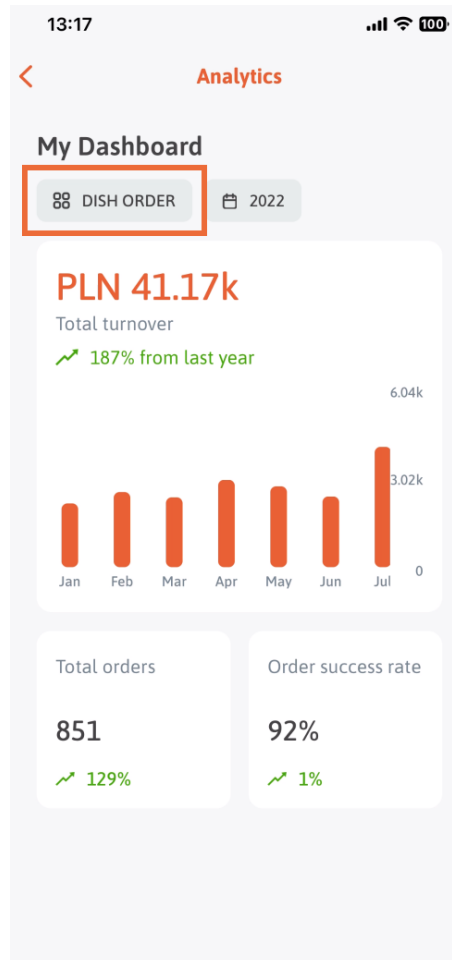 13:17
100
Analytics
My Dashboard
DISH ORDER
2022
PLN 41.17k
Total turnover
187% from last year
6.04k
3.02k
0
Jan Feb Mar Apr May Jun Jul
Total orders
851
129%
Order success rate
92%
1%